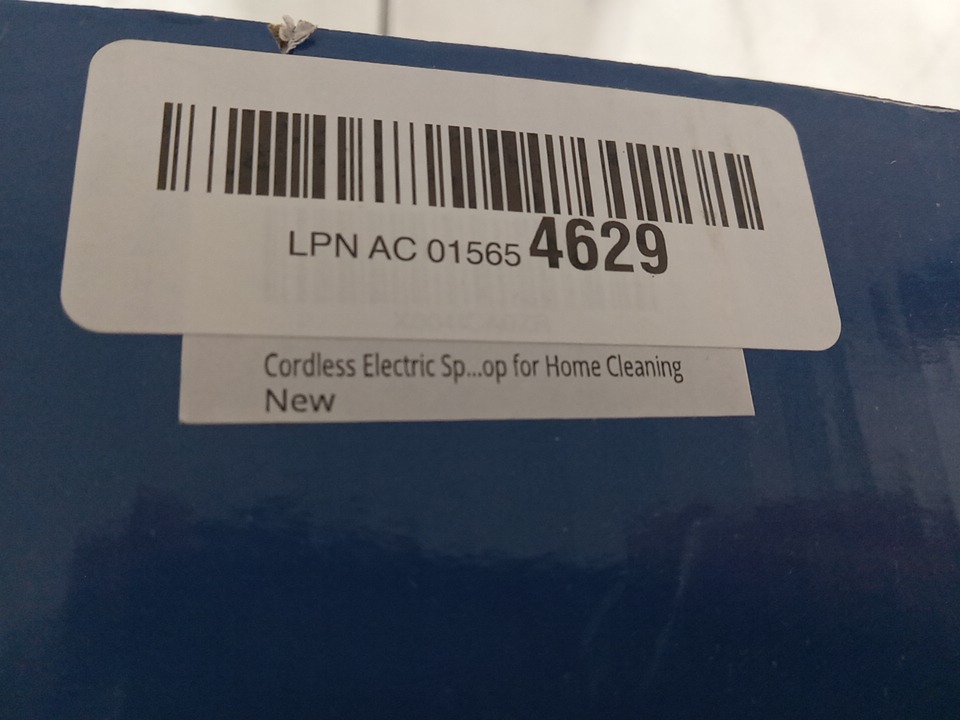 LPN AC 01565 4629
Cordless Electric Sp...op for Home Cleaning
New